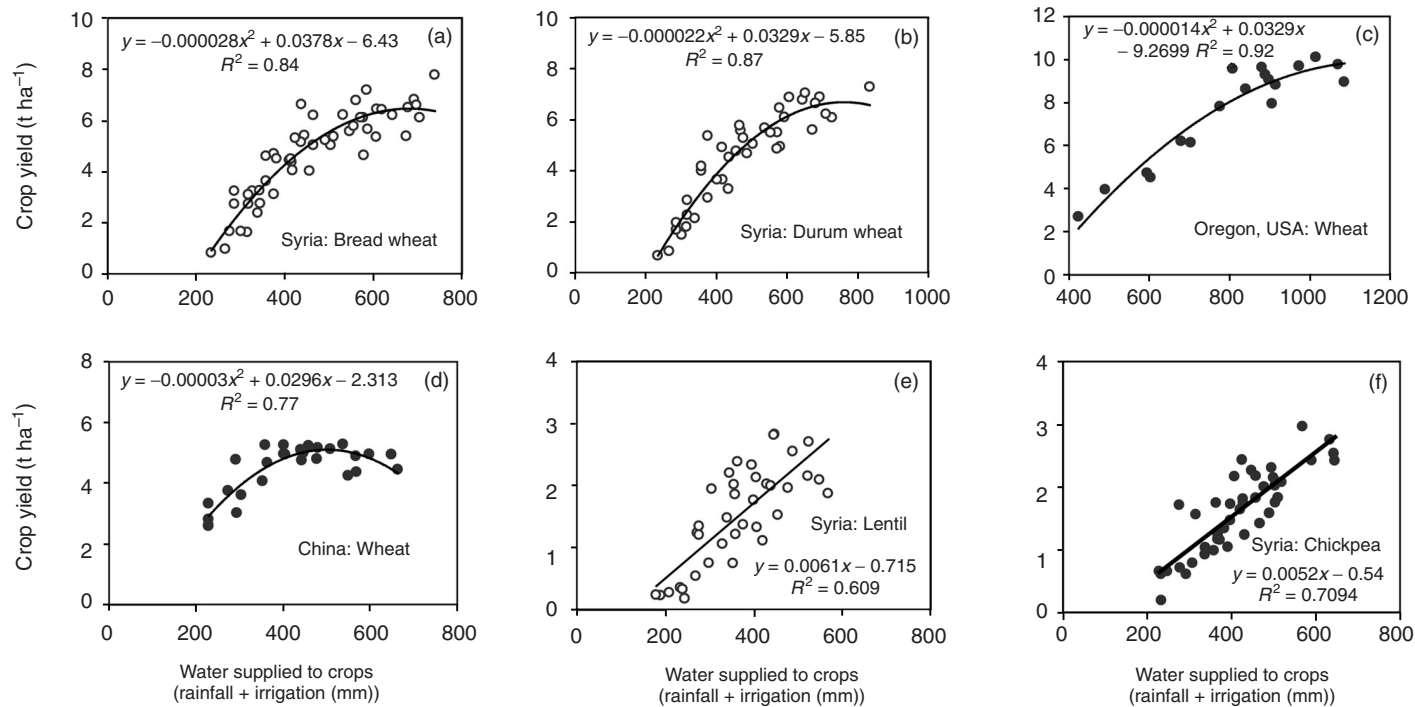 (a)
y = −0.000028x² + 0.0378x − 6.43
R² = 0.84
Syria: Bread wheat
Crop yield (t ha⁻¹)
10
8
6
4
2
0
0 200 400 600 800
(b)
y = −0.000022x² + 0.0329x − 5.85
R² = 0.87
Syria: Durum wheat
10
8
6
4
2
0
0 200 400 600 800 1000
(c)
y = −0.000014x² + 0.0329x
− 9.2699 R² = 0.92
Oregon, USA: Wheat
12
10
8
6
4
2
0
400 600 800 1000 1200
(d)
y = −0.00003x² + 0.0296x − 2.313
R² = 0.77
China: Wheat
Crop yield (t ha⁻¹)
8
6
4
2
0
0 200 400 600 800
Water supplied to crops
(rainfall + irrigation (mm))
(e)
Syria: Lentil
y = 0.0061x − 0.715
R² = 0.609
4
3
2
1
0
0 200 400 600 800
Water supplied to crops
(rainfall + irrigation (mm))
(f)
Syria: Chickpea
y = 0.0052x − 0.54
R² = 0.7094
4
3
2
1
0
0 200 400 600 800
Water supplied to crops
(rainfall + irrigation (mm))